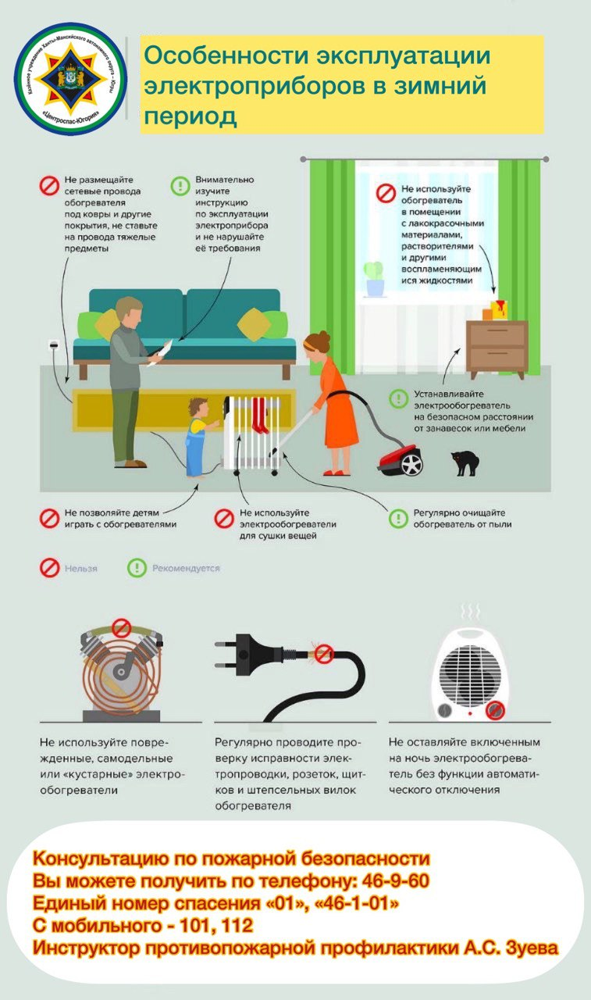 Казённое учреждение Ханты-Мансийского автономного округа – Югры
«Центроспас-Югория»
Особенности эксплуатации
электроприборов в зимний
период
Не размещайте
сетевые провода
обогревателя
под ковры и другие
покрытия, не ставьте
на провода тяжелые
предметы
Внимательно
изучите
инструкцию
по эксплуатации
электроприбора
и не нарушайте
её требования
Не используйте
обогреватель
в помещении
с лакокрасочными
материалами,
растворителями
и другими
воспламеняющим
ися жидкостями
Устанавливайте
электрообогреватель
на безопасном расстоянии
от занавесок или мебели
Не позволяйте детям
играть с обогревателями
Не используйте
электрообогреватели
для сушки вещей
Регулярно очищайте
обогреватель от пыли
Нельзя
Рекомендуется
Не используйте повре-
жденные, самодельные
или «кустарные» электро-
обогреватели
Регулярно проводите про-
верку исправности элек-
тропроводки, розеток, щит-
ков и штепсельных вилок
обогревателя
Не оставляйте включенным
на ночь электрообогрева-
тель без функции автомати-
ческого отключения
Консультацию по пожарной безопасности
Вы можете получить по телефону: 46-9-60
Единый номер спасения «01», «46-1-01»
С мобильного - 101, 112
Инструктор противопожарной профилактики А.С. Зуева